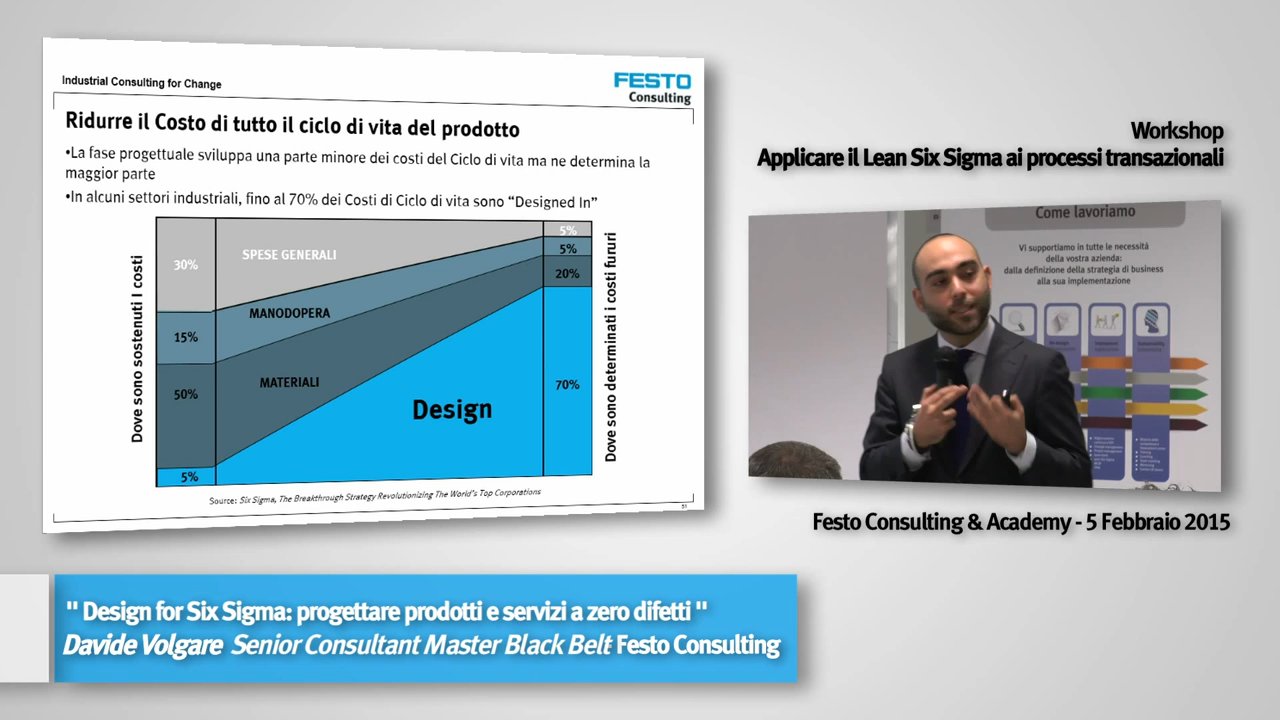 Industrial Consulting for Change
FESTO
Consulting
Ridurre il Costo di tutto il ciclo di vita del prodotto
•La fase progettuale sviluppa una parte minore dei costi del Ciclo di vita ma ne determina la
maggior parte
•In alcuni settori industriali, fino al 70% dei Costi di Ciclo di vita sono “Designed In”
Dove sono sostenuti I costi
30%
15%
50%
5%
SPESE GENERALI
MANODOPERA
MATERIALI
Design
5%
5%
20%
70%
Dove sono determinati i costi fururi
Source: Six Sigma, The Breakthrough Strategy Revolutionizing The World's Top Corporations
51
Workshop
Applicare il Lean Six Sigma ai processi transazionali
Come lavoriamo
Vi supportiamo in tutte le necessità
della vostra azienda:
dalla definizione della strategia di business
alla sua implementazione
Festo Consulting & Academy - 5 Febbraio 2015
" Design for Six Sigma: progettare prodotti e servizi a zero difetti "
Davide Volgare Senior Consultant Master Black Belt Festo Consulting